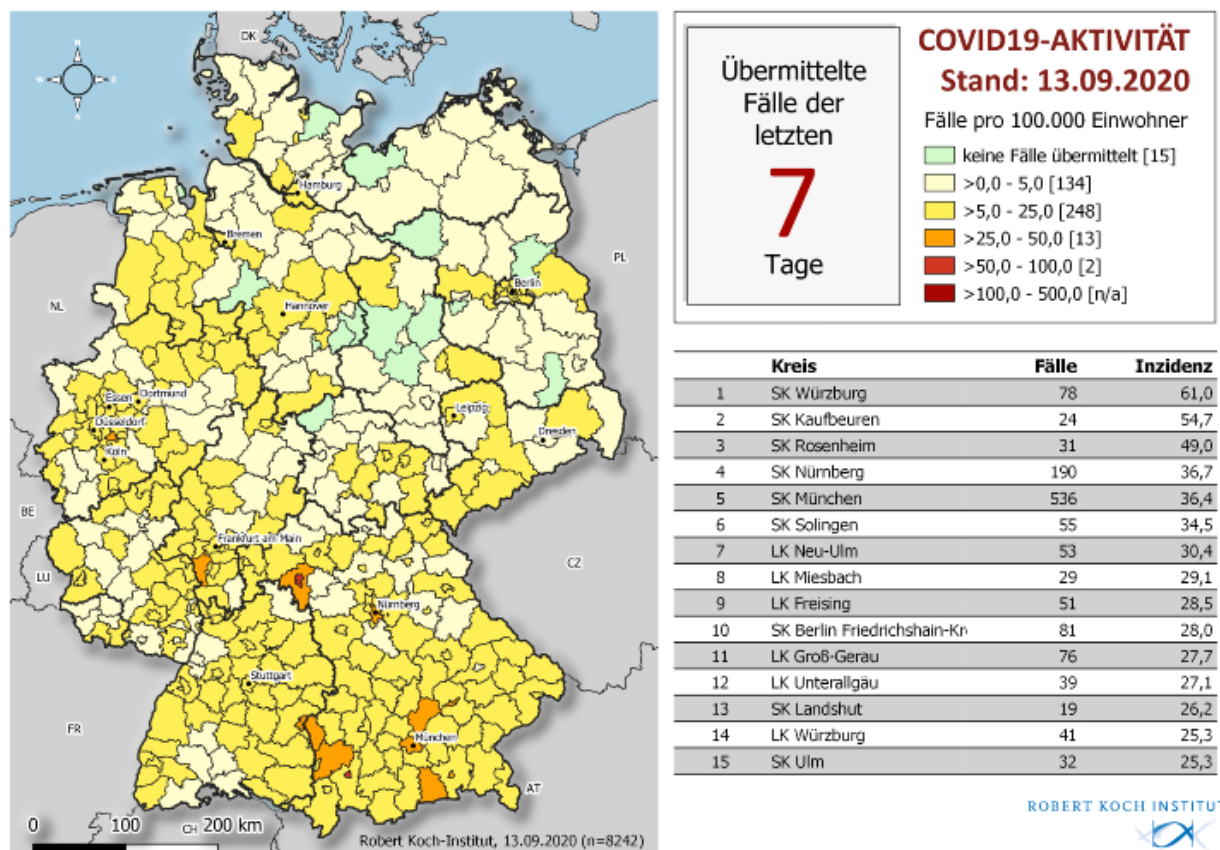 DK
PL
NL
BE
LU
CZ
FR
AT
CH
Hamburg
Bremen
Berlin
Hannover
Essen
Dortmund
Düsseldorf
Köln
Leipzig
Dresden
Frankfurt am Main
Nürnberg
Stuttgart
München
0 100 200 km
Robert Koch-Institut, 13.09.2020 (n=8242)
Übermittelte
Fälle der
letzten
7
Tage
COVID19-AKTIVITÄT
Stand: 13.09.2020
Fälle pro 100.000 Einwohner
keine Fälle übermittelt [15]
>0,0 - 5,0 [134]
>5,0 - 25,0 [248]
>25,0 - 50,0 [13]
>50,0 - 100,0 [2]
>100,0 - 500,0 [n/a]
Kreis Fälle Inzidenz
1 SK Würzburg 78 61,0
2 SK Kaufbeuren 24 54,7
3 SK Rosenheim 31 49,0
4 SK Nürnberg 190 36,7
5 SK München 536 36,4
6 SK Solingen 55 34,5
7 LK Neu-Ulm 53 30,4
8 LK Miesbach 29 29,1
9 LK Freising 51 28,5
10 SK Berlin Friedrichshain-Kr 81 28,0
11 LK Groß-Gerau 76 27,7
12 LK Unterallgäu 39 27,1
13 SK Landshut 19 26,2
14 LK Würzburg 41 25,3
15 SK Ulm 32 25,3
ROBERT KOCH INSTITUT